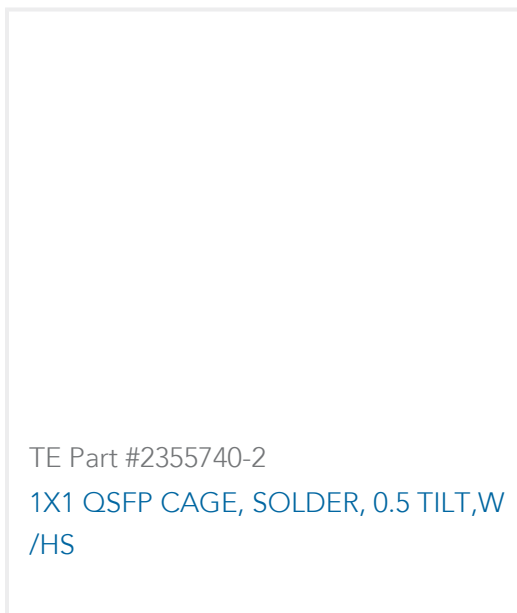 TE Part #2355740-2
1X1 QSFP CAGE, SOLDER, 0.5 TILT,W
/HS